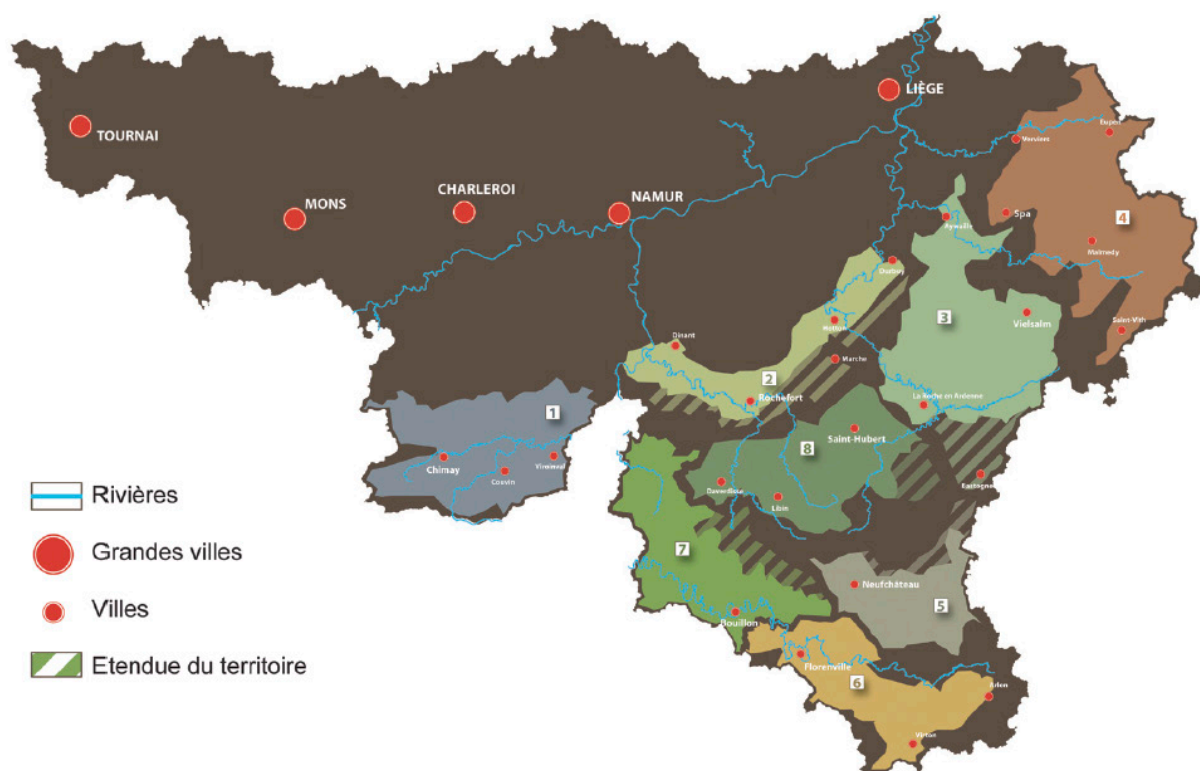 LIÈGE
TOURNAI
Eupen
Verviers
CHARLEROI
NAMUR
MONS
Spa
4
Aywaille
Malmedy
Durbuy
3
Vielsalm
Hotton
Saint-Vith
Dinant
Marche
2
Rochefort
La Roche en Ardenne
1
Saint-Hubert
8
Chimay
Viroinval
Couvin
Bastogne
Daverdisse
Libin
Rivières
Grandes villes
7
Neufchâteau
5
Villes
Bouillon
Etendue du territoire
Florenville
6
Arlon
Virton